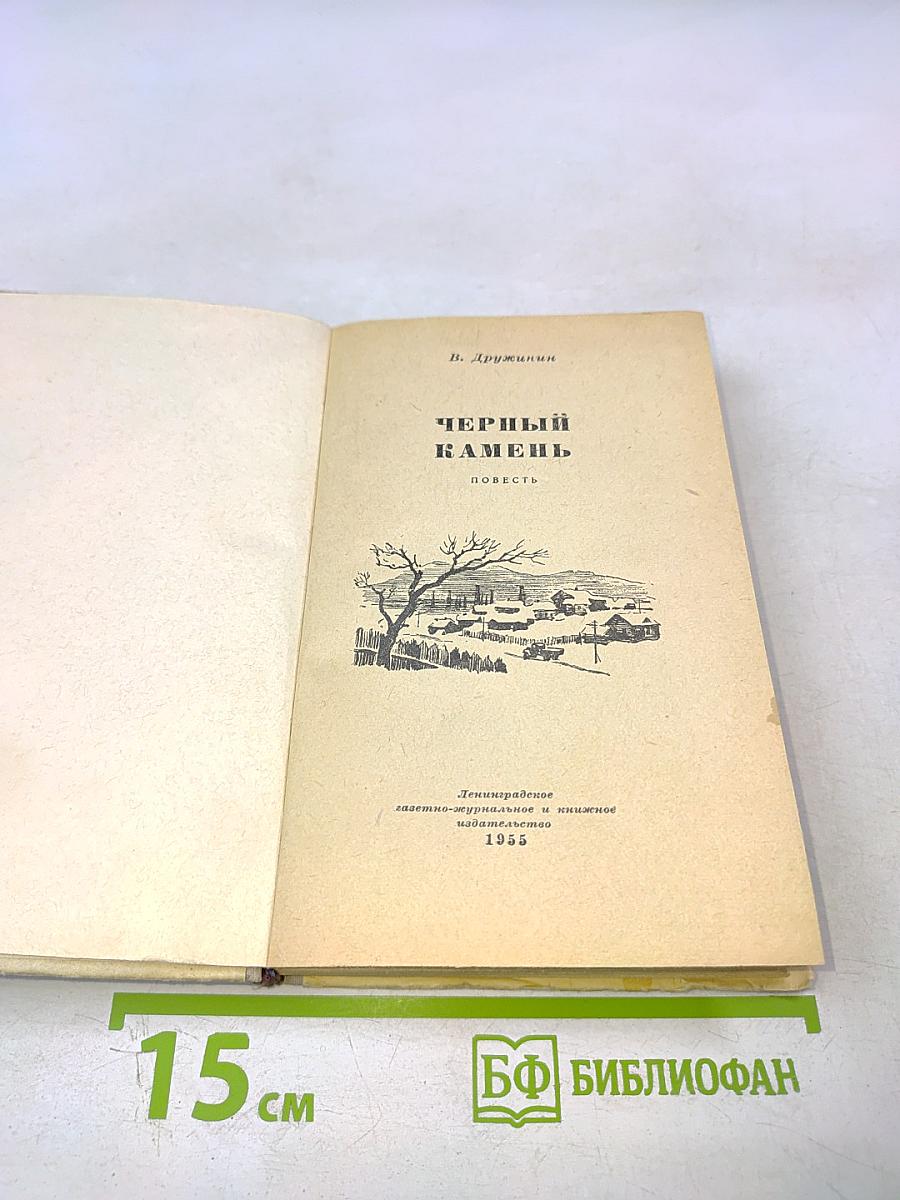 В. Дружинин
ЧЕРНЫЙ
КАМЕНЬ
ПОВЕСТЬ
Ленинградское
газетно-журнальное и книжное
издательство
1955
15 см
БФ БИБЛИОФАН